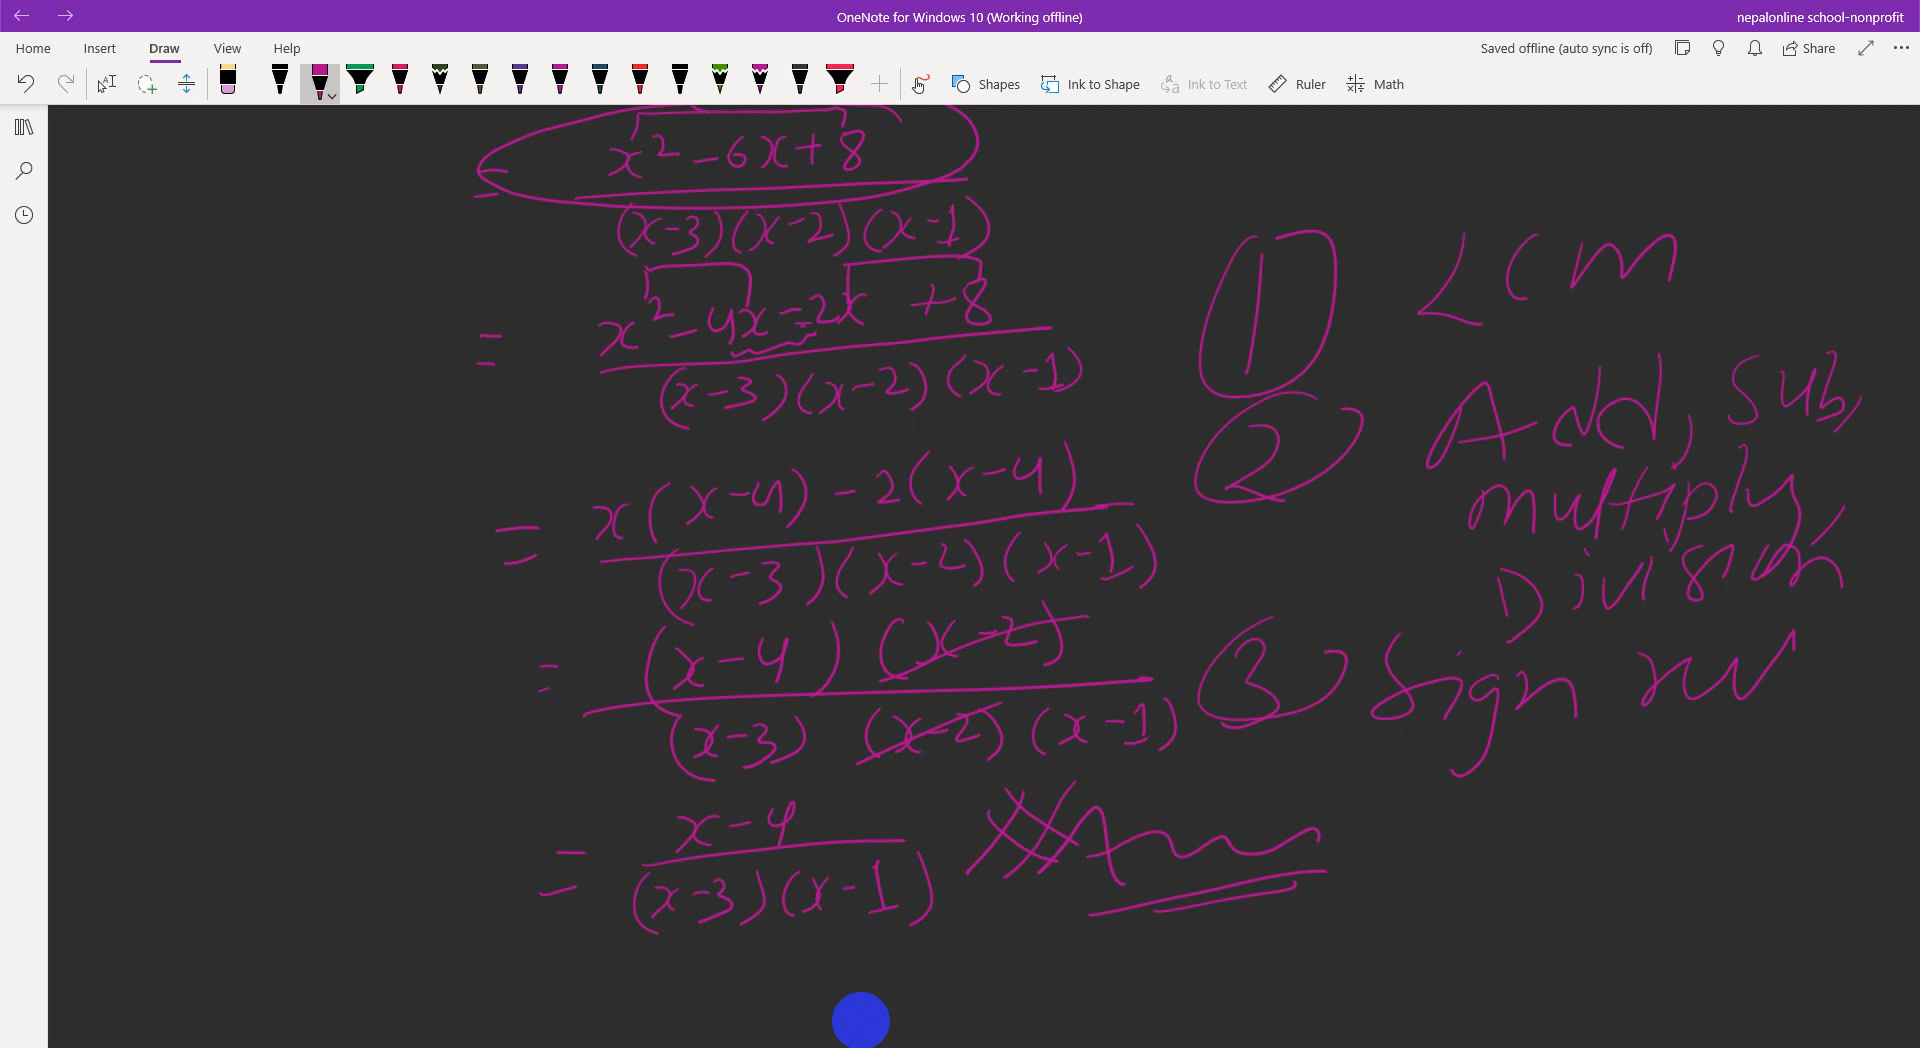 OneNote for Windows 10 (Working offline)
nepalonline school-nonprofit
Home Insert Draw View Help
Saved offline (auto sync is off) Share
Shapes Ink to Shape Ink to Text Ruler Math
= x² - 6x + 8
(x-3)(x-2)(x-1)
= x² - 4x - 2x + 8
(x-3)(x-2)(x-1)
= x(x-4) - 2(x-4)
(x-3)(x-2)(x-1)
= (x-4)(x-2)
(x-3)(x-2)(x-1)
= x-4
(x-3)(x-1)
1 LCM
2 Add, Sub,
multiply,
Division
3 Sign